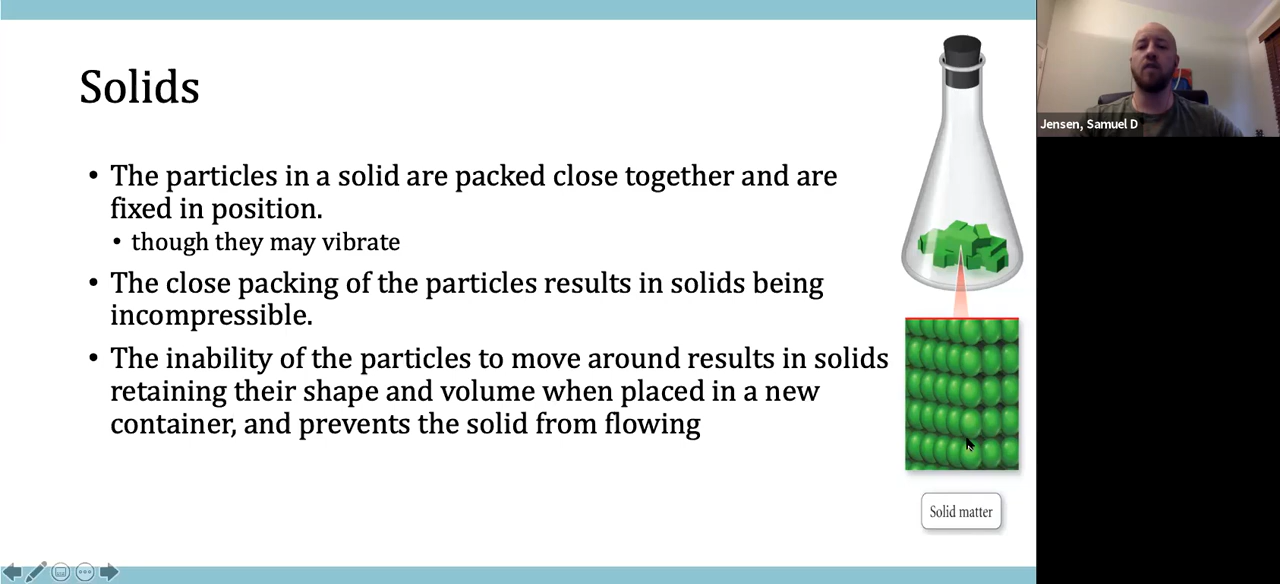 Solids
• The particles in a solid are packed close together and are
fixed in position.
• though they may vibrate
• The close packing of the particles results in solids being
incompressible.
• The inability of the particles to move around results in solids
retaining their shape and volume when placed in a new
container, and prevents the solid from flowing
Solid matter
Jensen, Samuel D